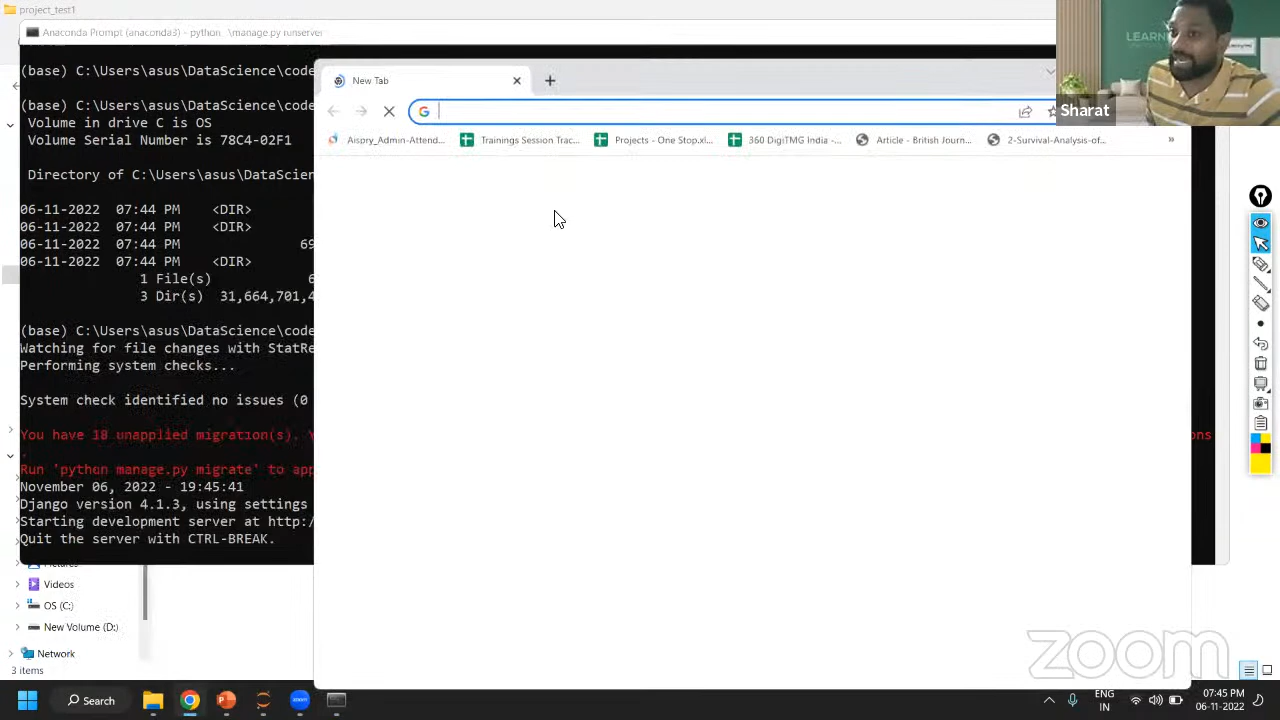 project_test1
Anaconda Prompt (anaconda3) - python .\manage.py runserver
(base) C:\Users\asus\DataScience\code
(base) C:\Users\asus\DataScience\code
Volume in drive C is OS
Volume Serial Number is 78C4-02F1
Directory of C:\Users\asus\DataScience\code
06-11-2022 07:44 PM <DIR>
06-11-2022 07:44 PM <DIR>
06-11-2022 07:44 PM 69
06-11-2022 07:44 PM <DIR>
1 File(s) 6
3 Dir(s) 31,664,701,4
(base) C:\Users\asus\DataScience\code
Watching for file changes with StatRe
Performing system checks...
System check identified no issues (0
You have 18 unapplied migration(s). Y
ons
.
Run 'python manage.py migrate' to app
November 06, 2022 - 19:45:41
Django version 4.1.3, using settings
Starting development server at http:/
Quit the server with CTRL-BREAK.
New Tab
Aispry_Admin-Attend...
Trainings Session Trac...
Projects - One Stop.xl...
360 DigiTMG India -...
Article - British Journ...
2-Survival-Analysis-of...
»
Sharat
Pictures
Videos
OS (C:)
New Volume (D:)
Network
3 items
zoom
Search
zoom
ENG
IN
07:45 PM
06-11-2022